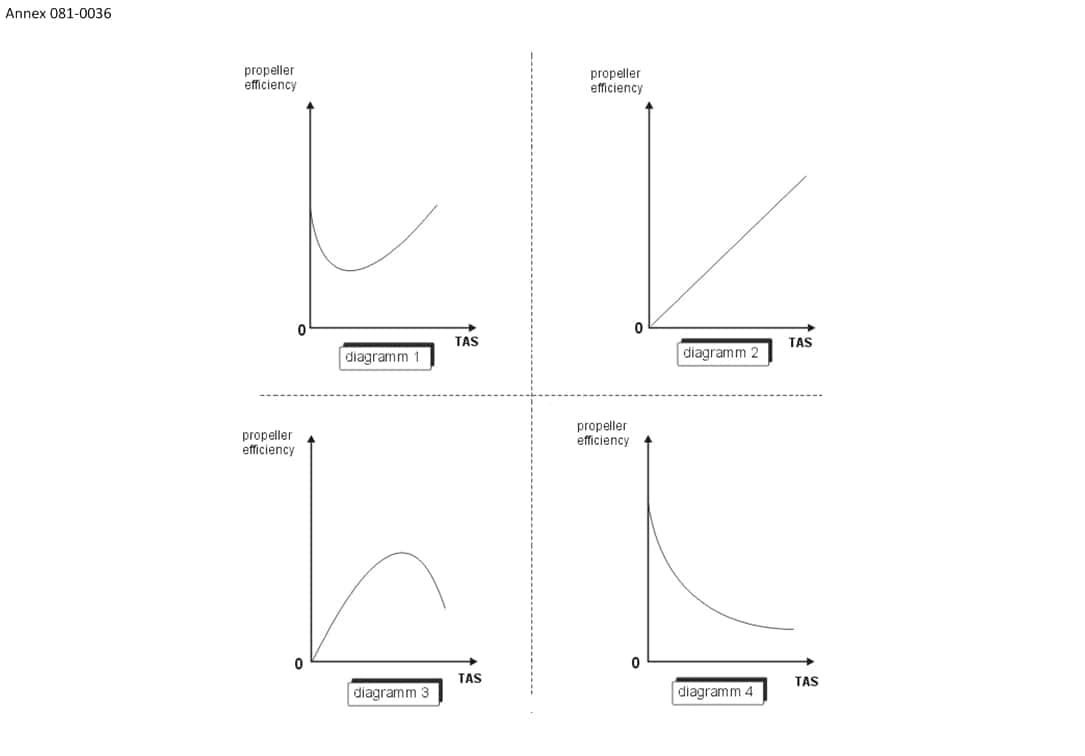 Annex 081-0036
propeller
efficiency
0
TAS
diagramm 1
propeller
efficiency
0
TAS
diagramm 2
propeller
efficiency
0
TAS
diagramm 3
propeller
efficiency
0
TAS
diagramm 4